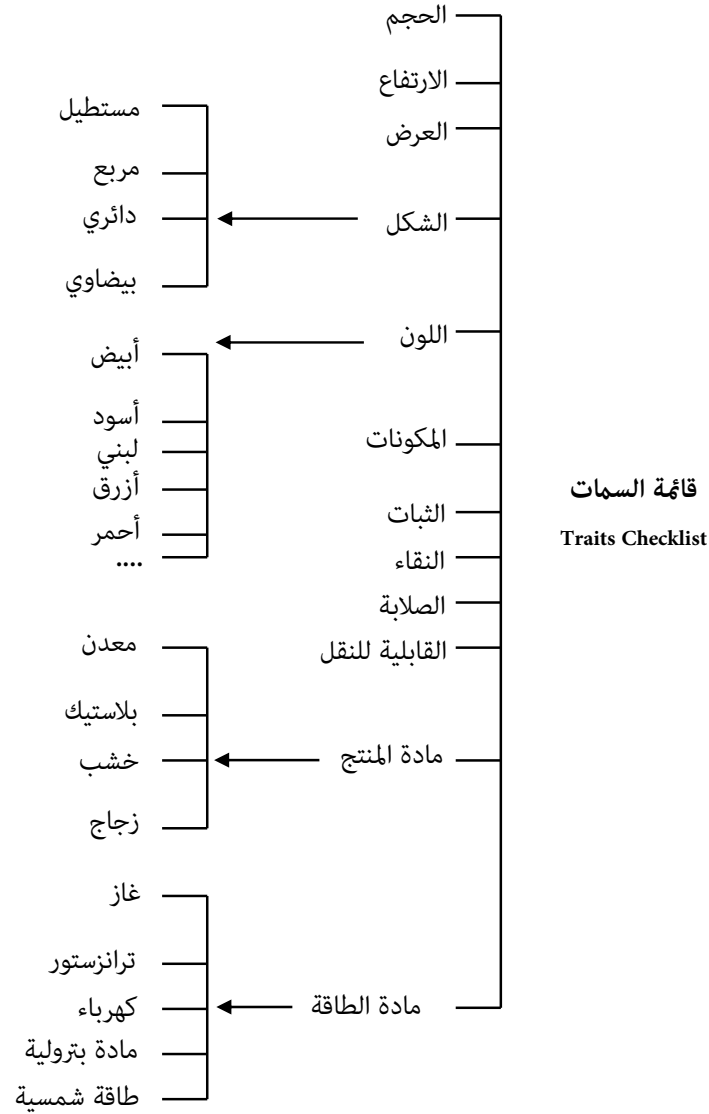 قائمة السمات
Traits Checklist
الحجم
الارتفاع
العرض
الشكل
مستطيل
مربع
دائري
بيضاوي
اللون
أبيض
أسود
لبني
أزرق
أحمر
....
المكونات
الثبات
النقاء
الصلابة
القابلية للنقل
مادة المنتج
معدن
بلاستيك
خشب
زجاج
مادة الطاقة
غاز
ترانزستور
كهرباء
مادة بترولية
طاقة شمسية